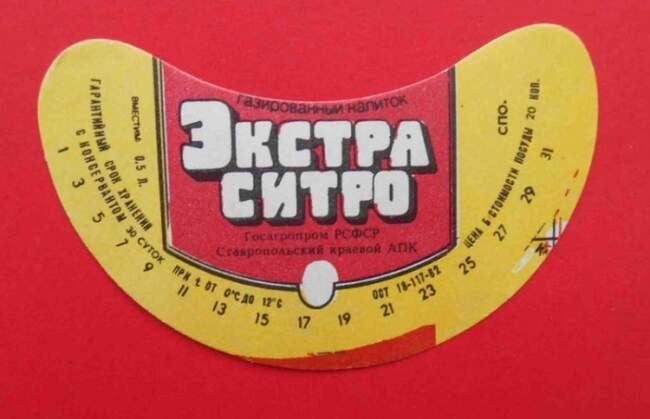 газированный напиток
ЭКСТРА
СИТРО
Госагропром РСФСР
Ставропольский краевой АПК
ВМЕСТИМ. 0,5 Л.
ГАРАНТИЙНЫЙ СРОК ХРАНЕНИЯ
С КОНСЕРВАНТОМ 30 СУТОК
ПРИ t ОТ 0°С ДО 12°С
ОСТ 18-117-82
СПО-
ЦЕНА Б СТОИМОСТИ ПОСУДЫ 20 КОП.
1 3 5 7 9 11 13 15 17 19 21 23 25 27 29 31